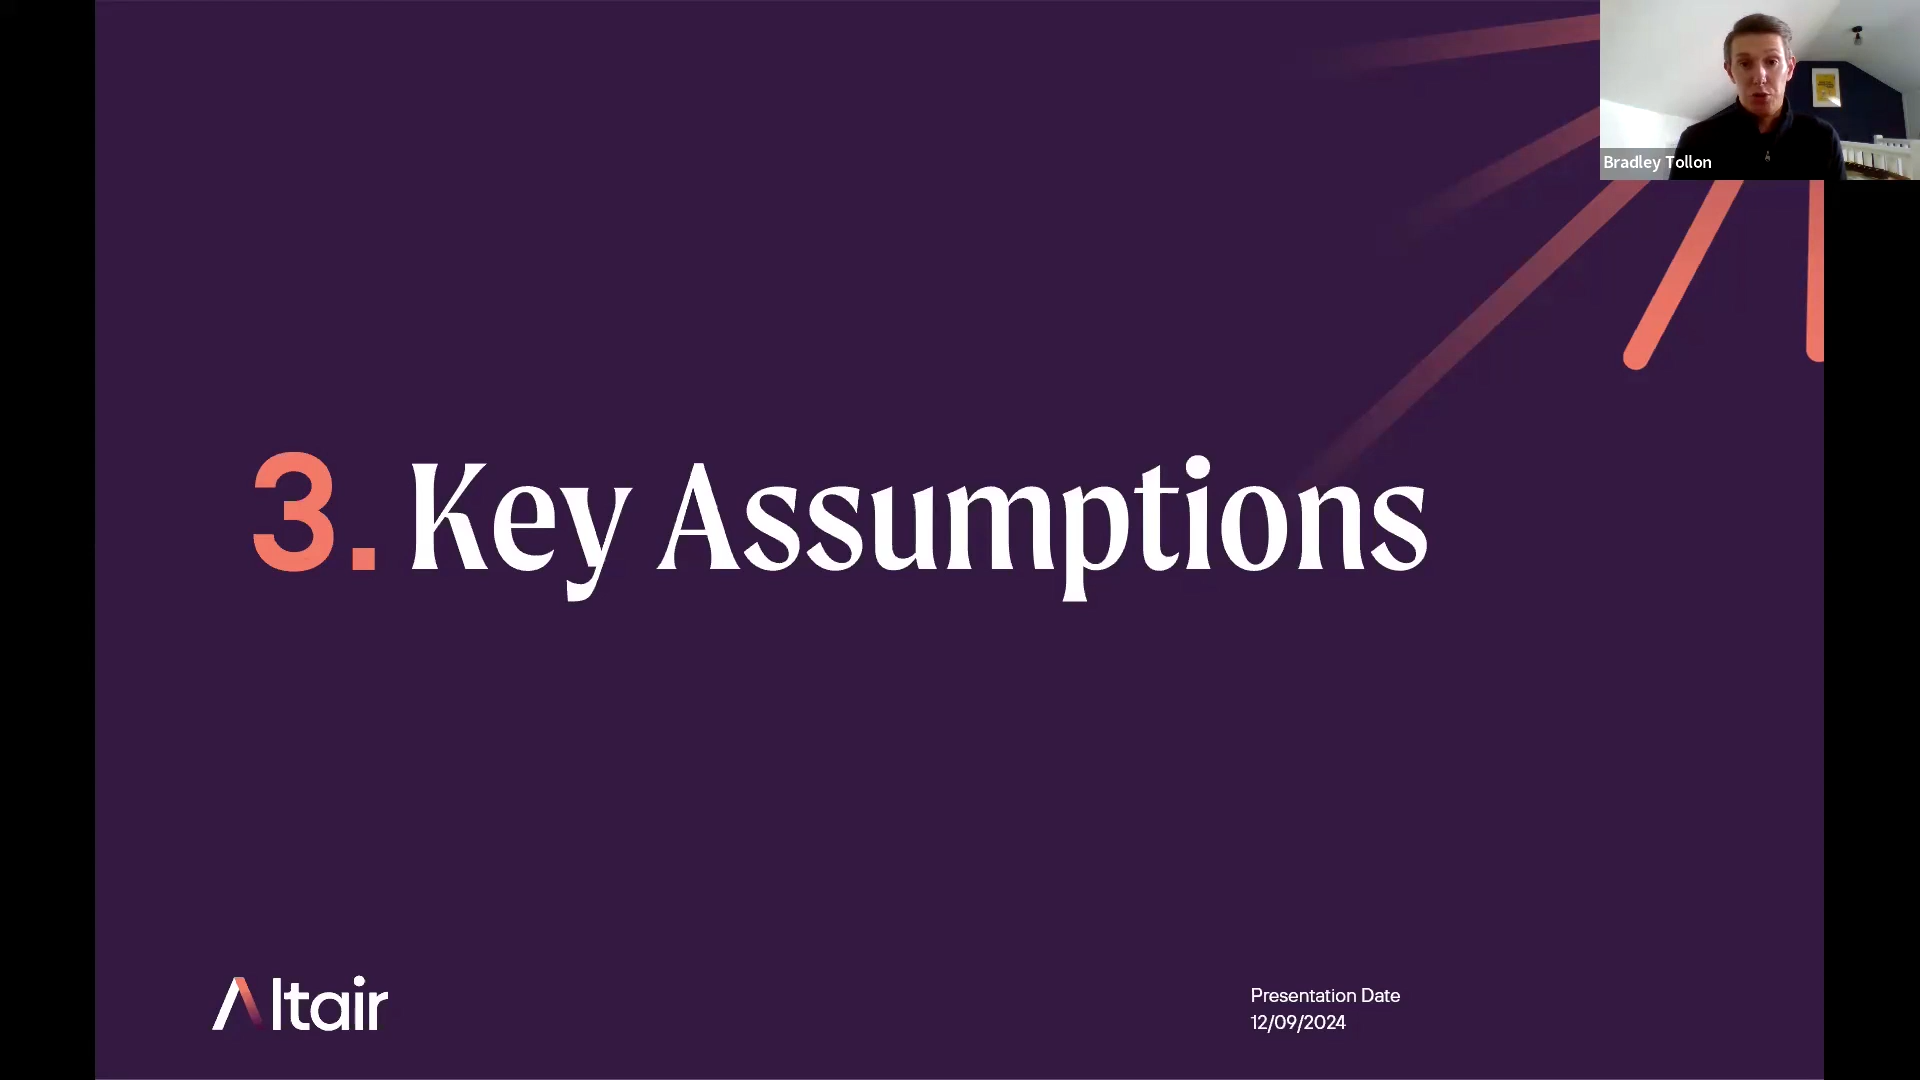 Bradley Tollon
3. Key Assumptions
Altair
Presentation Date
12/09/2024